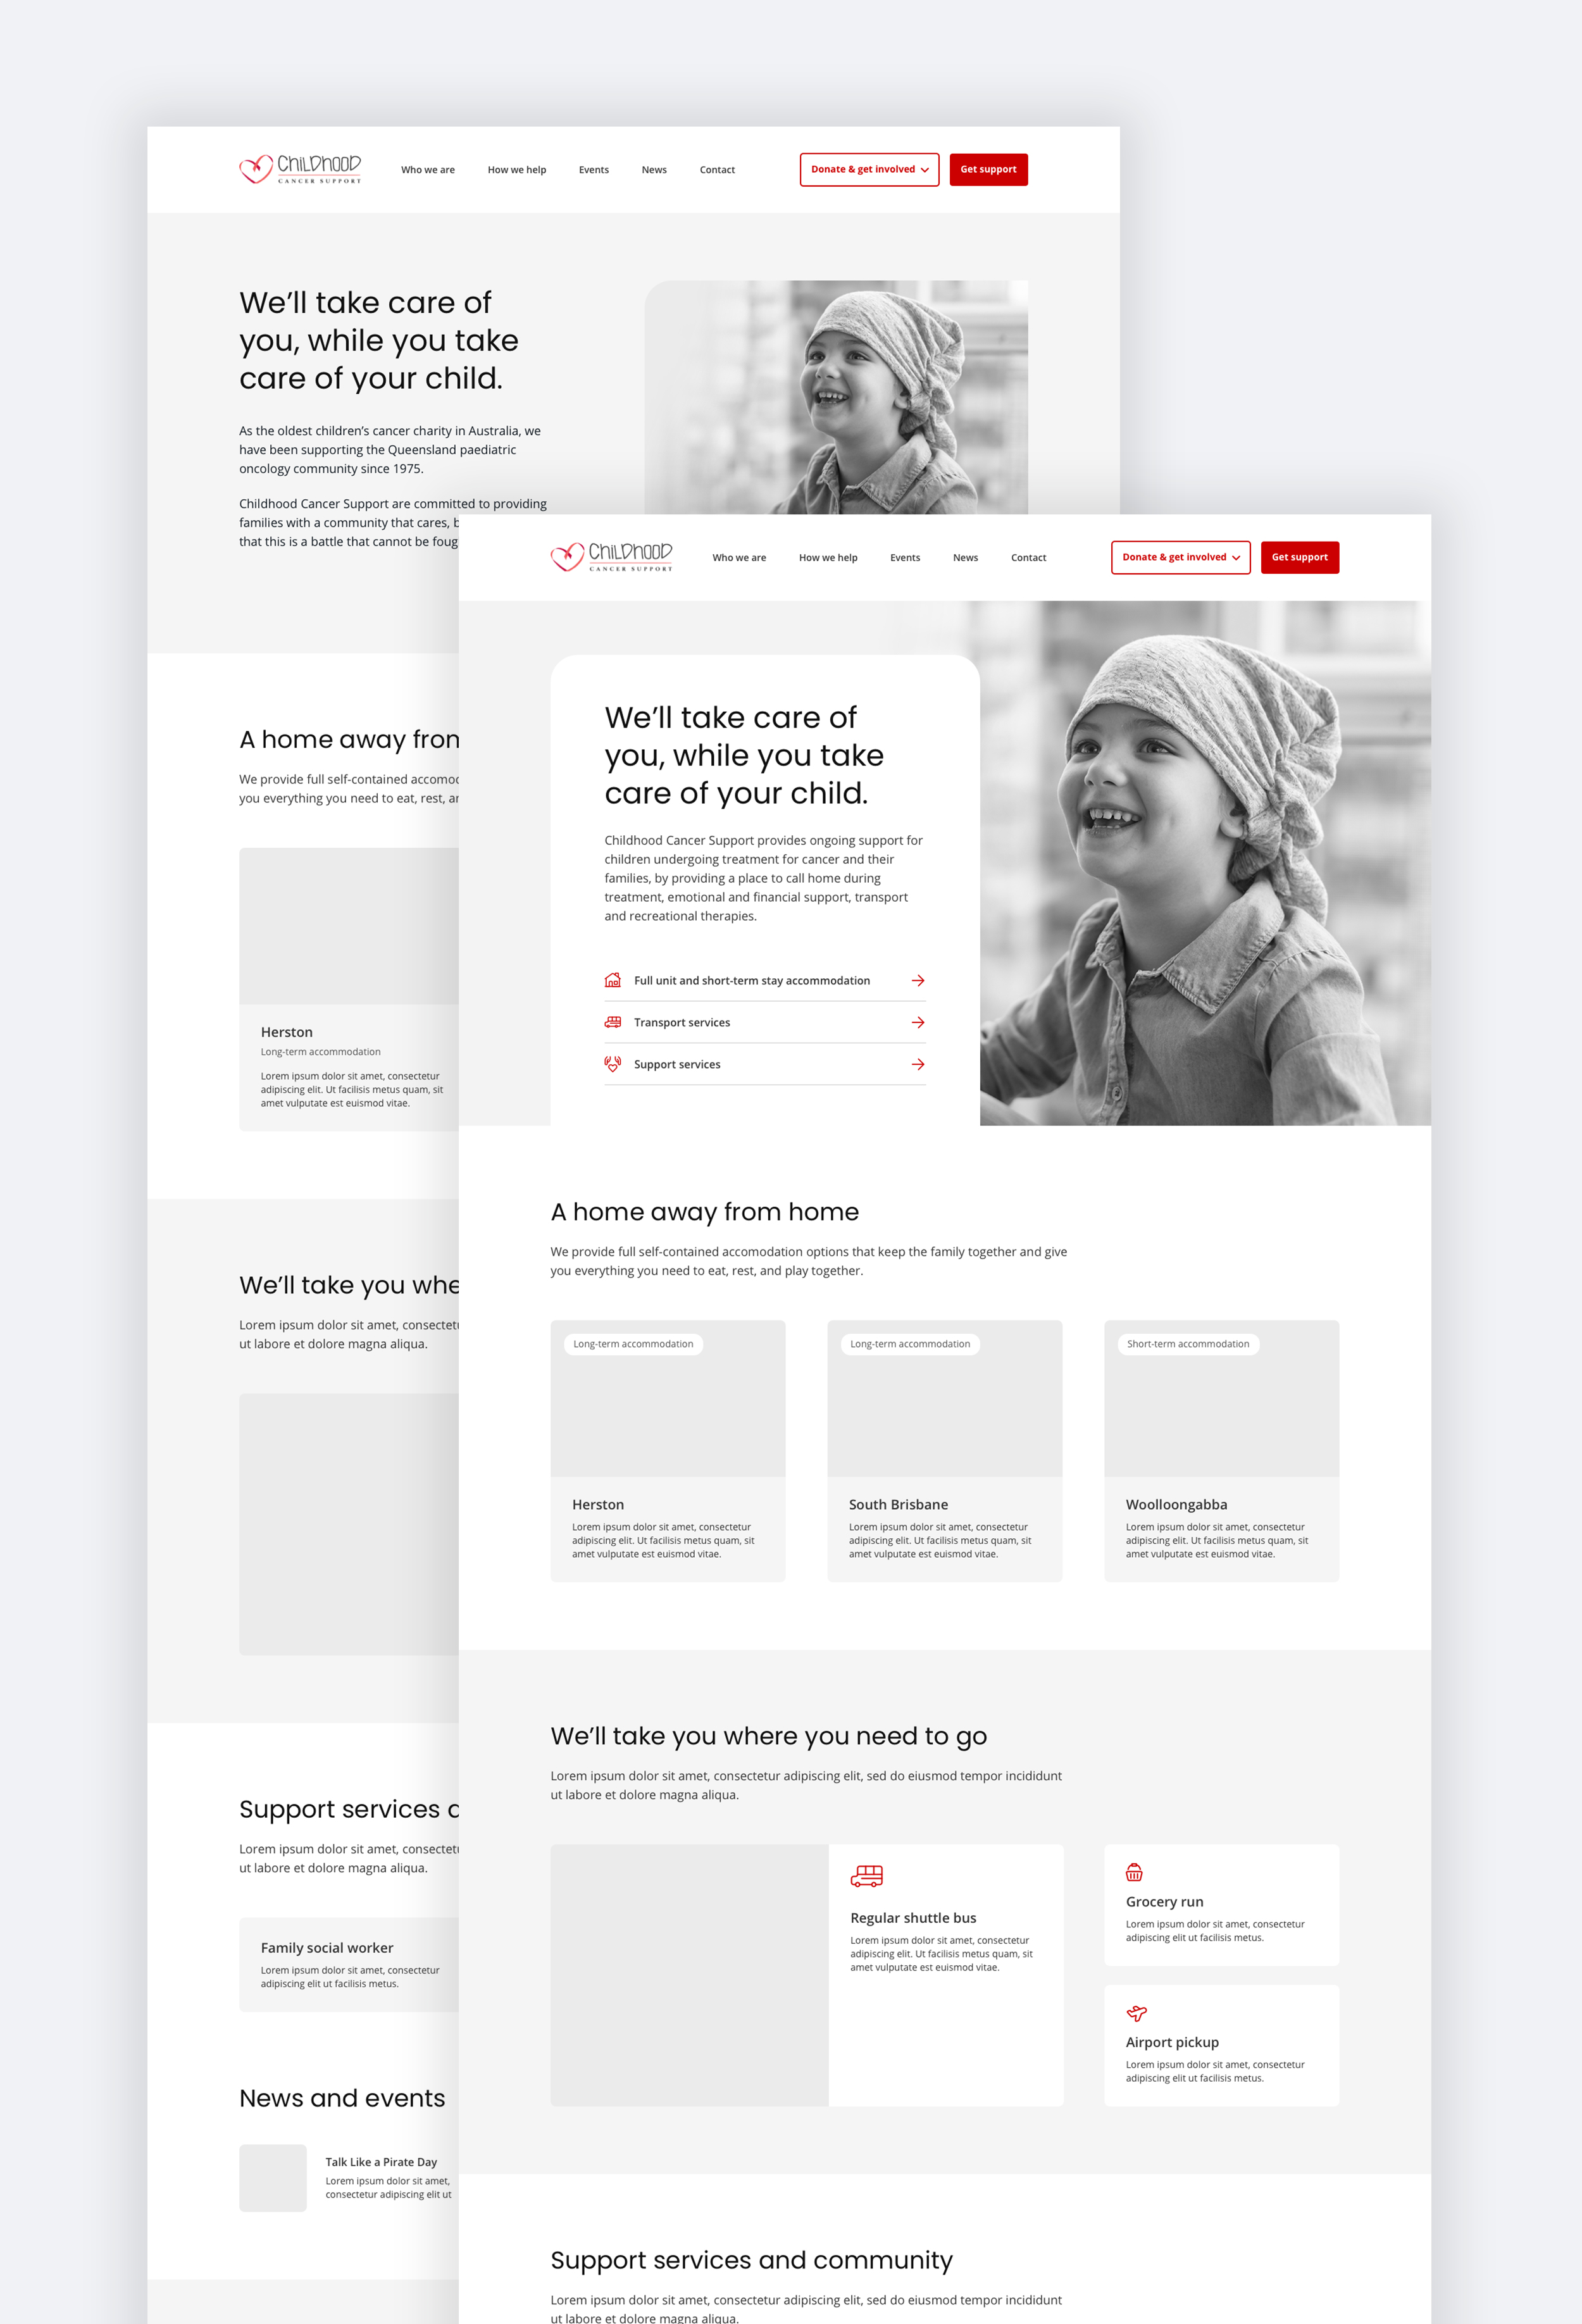 ChiLDhooD
CANCER SUPPORT
Who we are
How we help
Events
News
Contact
Donate & get involved
Get support
We’ll take care of
you, while you take
care of your child.
As the oldest children’s cancer charity in Australia, we
have been supporting the Queensland paediatric
oncology community since 1975.
Childhood Cancer Support are committed to providing
families with a community that cares,
that this is a battle that cannot be
A home away
We provide full self-contained
you everything you need to eat, rest,
Herston
Long-term accommodation
Lorem ipsum dolor sit amet, consectetur
adipiscing elit. Ut facilisis metus quam, sit
amet vulputate est euismod vitae.
We’ll take you
Lorem ipsum dolor sit amet,
ut labore et dolore magna aliqua.
Support services
Lorem ipsum dolor sit amet,
ut labore et dolore magna aliqua.
Family social worker
Lorem ipsum dolor sit amet, consectetur
adipiscing elit ut facilisis metus.
News and events
Talk Like a Pirate Day
Lorem ipsum dolor sit amet,
consectetur adipiscing elit ut
ChiLDhooD
CANCER SUPPORT
Who we are
How we help
Events
News
Contact
Donate & get involved
Get support
We’ll take care of
you, while you take
care of your child.
Childhood Cancer Support provides ongoing support for
children undergoing treatment for cancer and their
families, by providing a place to call home during
treatment, emotional and financial support, transport
and recreational therapies.
Full unit and short-term stay accommodation
Transport services
Support services
A home away from home
We provide full self-contained accomodation options that keep the family together and give
you everything you need to eat, rest, and play together.
Long-term accommodation
Herston
Lorem ipsum dolor sit amet, consectetur
adipiscing elit. Ut facilisis metus quam, sit
amet vulputate est euismod vitae.
Long-term accommodation
South Brisbane
Lorem ipsum dolor sit amet, consectetur
adipiscing elit. Ut facilisis metus quam, sit
amet vulputate est euismod vitae.
Short-term accommodation
Woolloongabba
Lorem ipsum dolor sit amet, consectetur
adipiscing elit. Ut facilisis metus quam, sit
amet vulputate est euismod vitae.
We’ll take you where you need to go
Lorem ipsum dolor sit amet, consectetur adipiscing elit, sed do eiusmod tempor incididunt
ut labore et dolore magna aliqua.
Regular shuttle bus
Lorem ipsum dolor sit amet, consectetur
adipiscing elit. Ut facilisis metus quam, sit
amet vulputate est euismod vitae.
Grocery run
Lorem ipsum dolor sit amet, consectetur
adipiscing elit ut facilisis metus.
Airport pickup
Lorem ipsum dolor sit amet, consectetur
adipiscing elit ut facilisis metus.
Support services and community
Lorem ipsum dolor sit amet, consectetur adipiscing elit, sed do eiusmod tempor incididunt
ut labore et dolore magna aliqua.